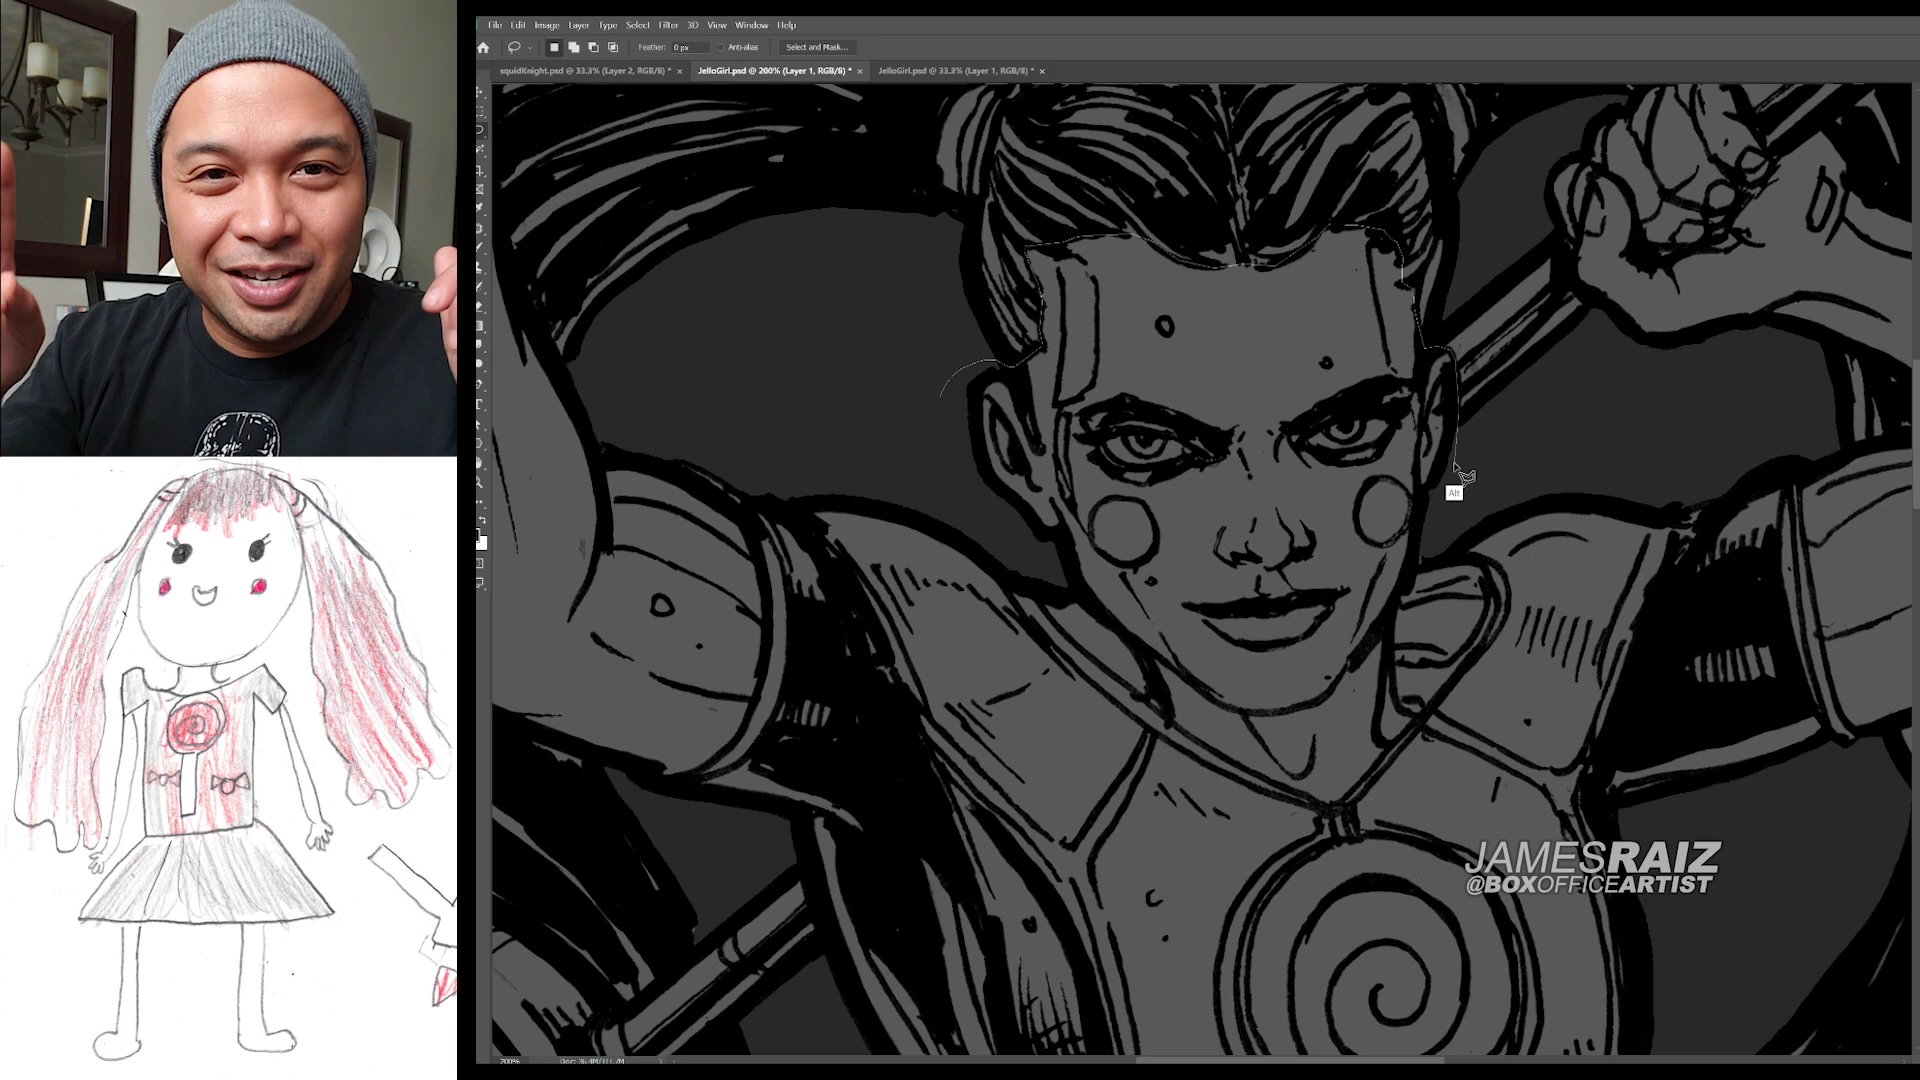 File Edit Image Layer Type Select Filter 3D View Window Help
Feather: 0 px Anti-alias Select and Mask...
squidKnight.psd @ 33.3% (Layer 2, RGB/8) * × JelloGirl.psd @ 200% (Layer 1, RGB/8) * × JelloGirl.psd @ 33.3% (Layer 1, RGB/8) * ×
Alt
JAMESRAIZ
@BOXOFFICEARTIST
200%